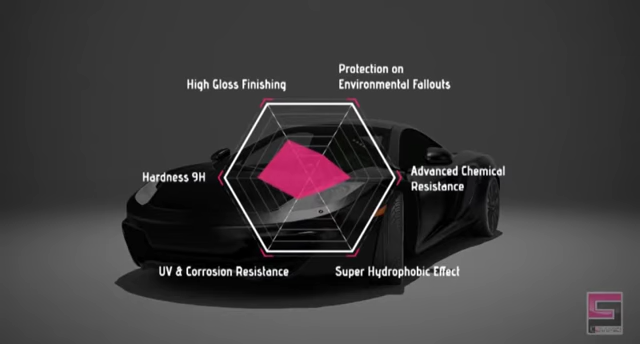 High Gloss Finishing
Protection on
Environmental Fallouts
Hardness 9H
Advanced Chemical
Resistance
UV & Corrosion Resistance
Super Hydrophobic Effect